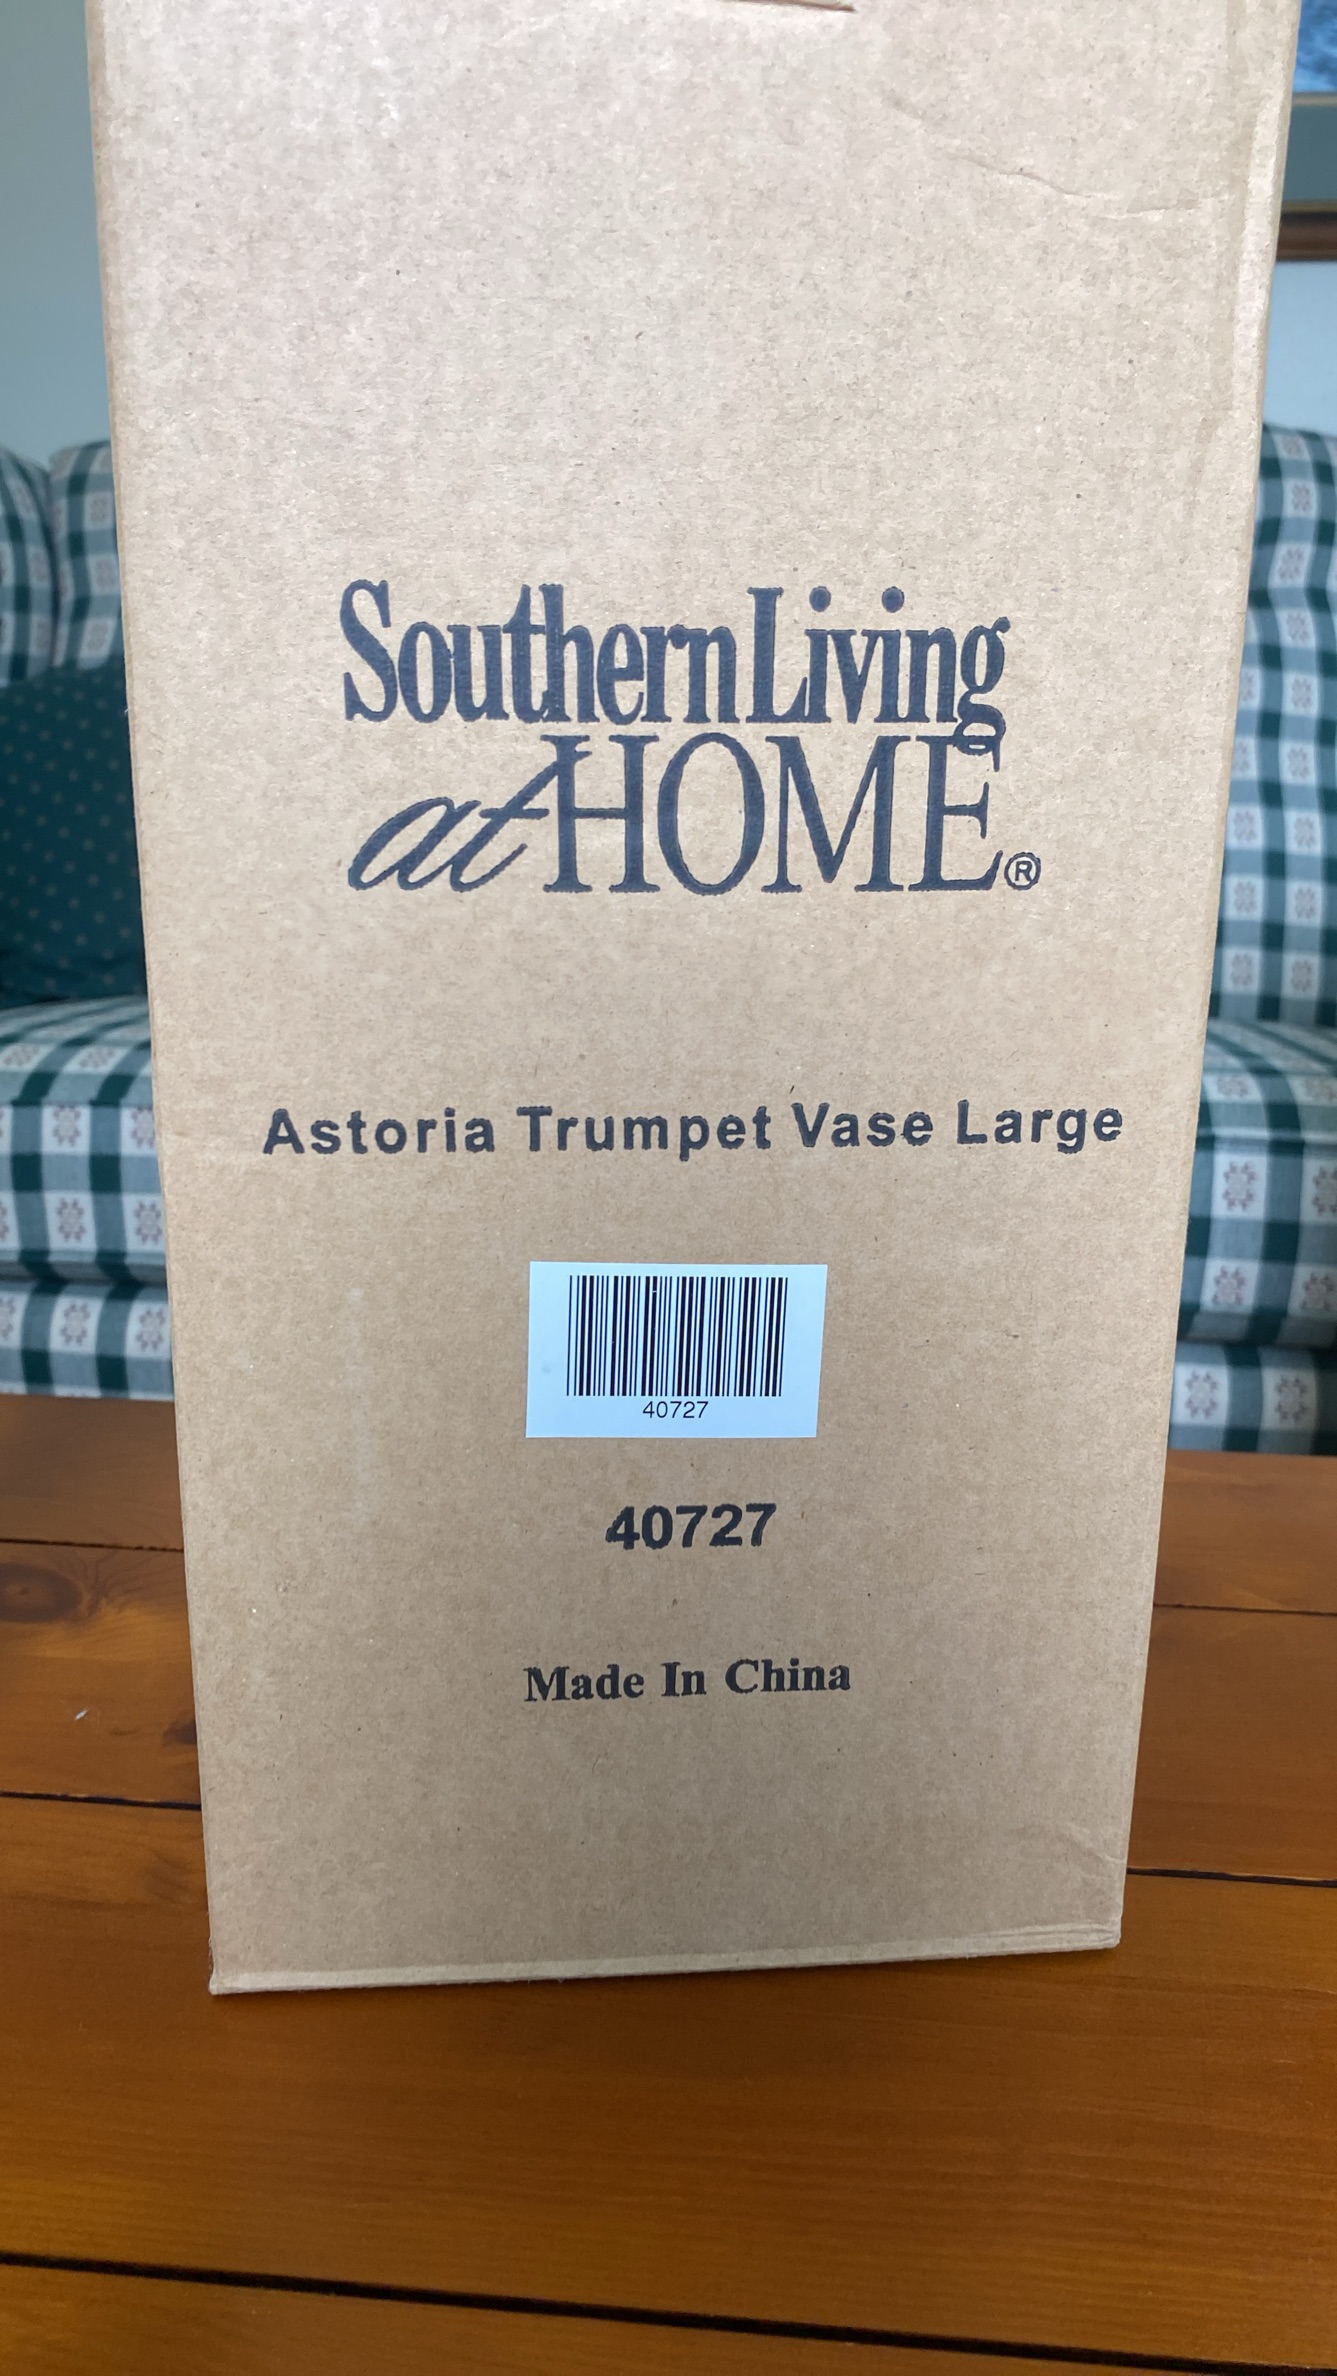 Southern Living
at HOME®
Astoria Trumpet Vase Large
40727
40727
Made In China